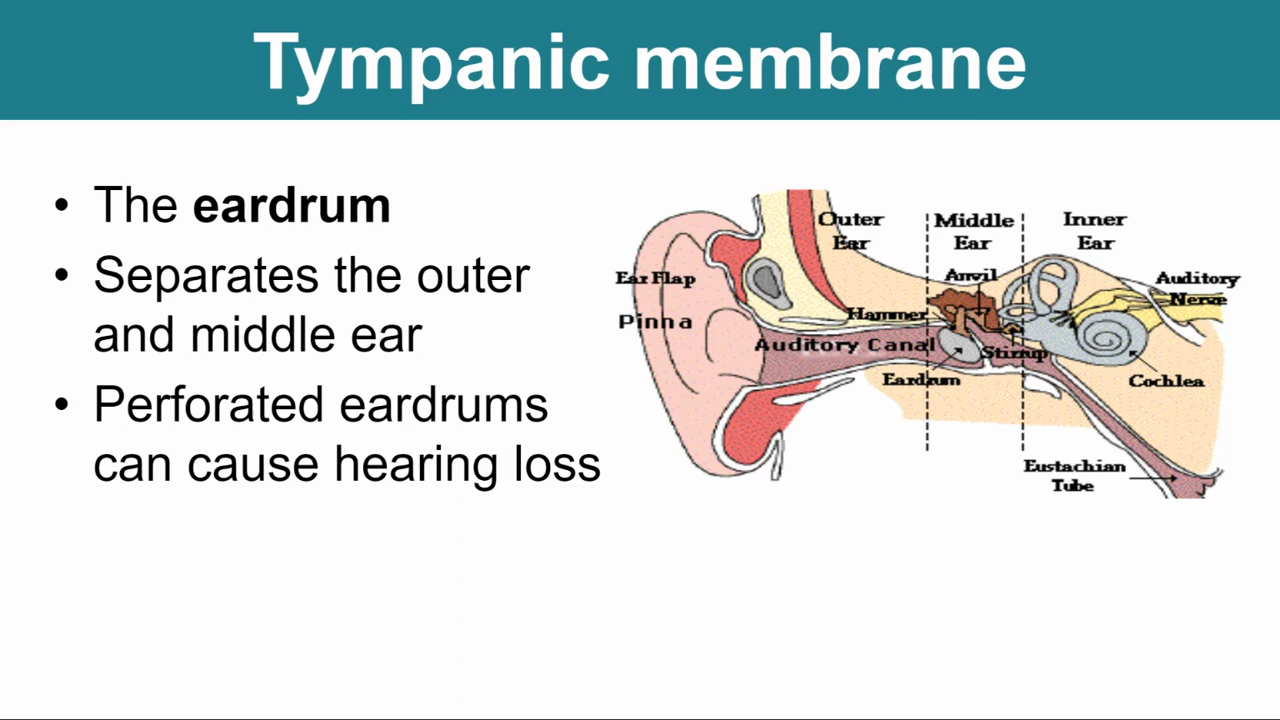 Tympanic membrane
• The eardrum
• Separates the outer
and middle ear
• Perforated eardrums
can cause hearing loss
Outer
Ear
Middle
Ear
Inner
Ear
Ear Flap
Pinna
Anvil
Auditory
Nerve
Hammer
Auditory Canal
Stirrup
Eardrum
Cochlea
Eustachian
Tube